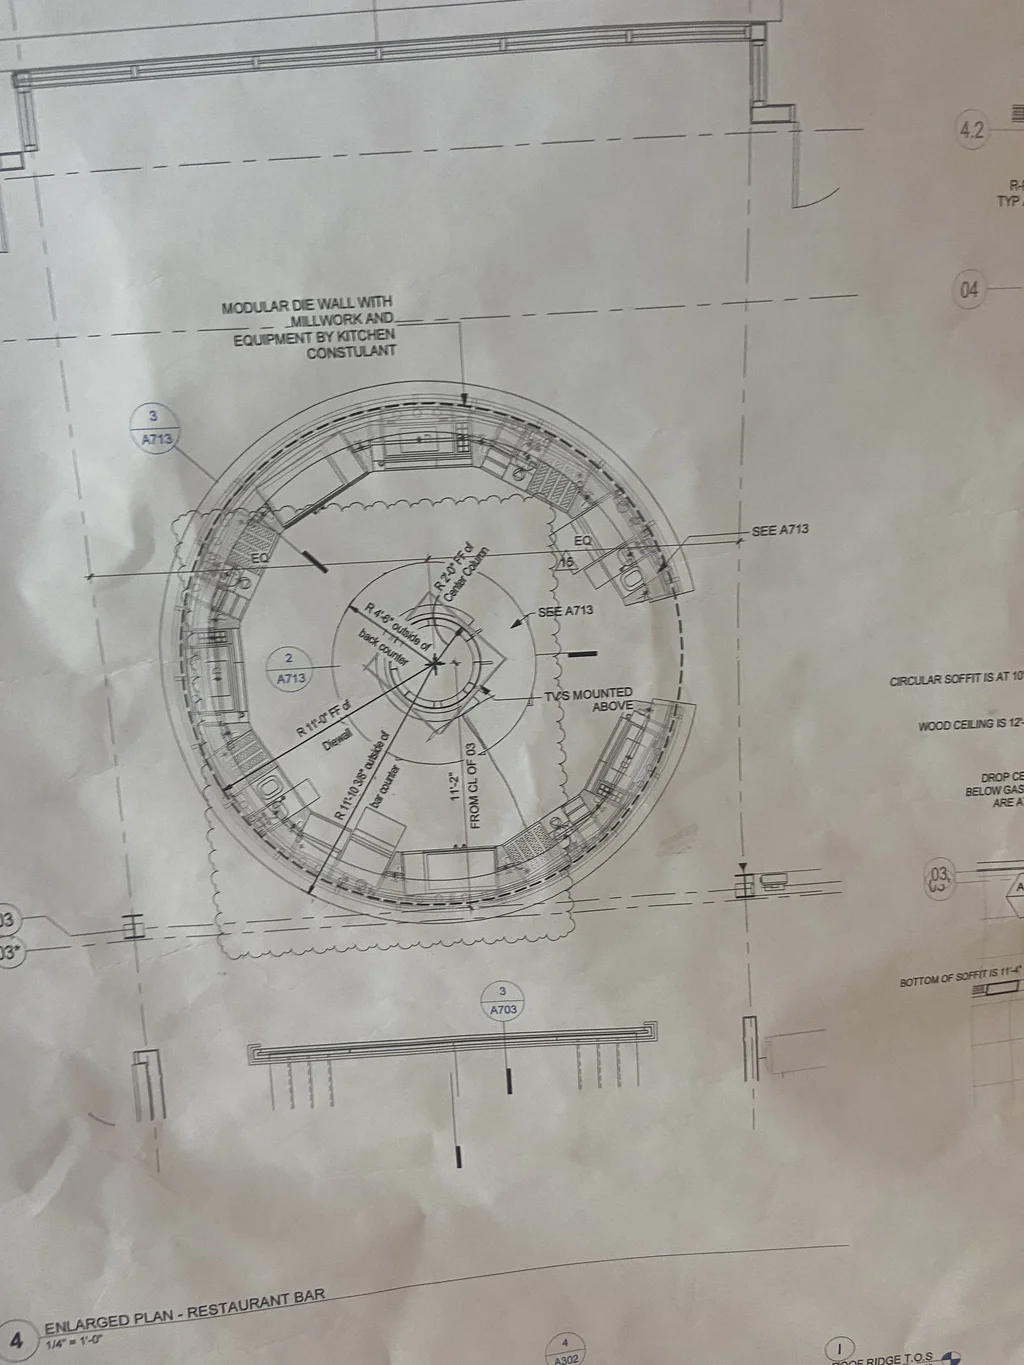 4.2
TYP
04
MODULAR DIE WALL WITH
MILLWORK AND
EQUIPMENT BY KITCHEN
CONSTULANT
3
A713
SEE A713
EQ
EQ
15
R 2'-0" FF of
Center Column
R 4'-6" outside of
back counter
SEE A713
2
A713
TV'S MOUNTED
ABOVE
R 11'-0" FF of
Diewall
R 11'-10 3/8" outside of
bar counter
11'-2"
FROM CL OF 03
CIRCULAR SOFFIT IS AT 10'
WOOD CEILING IS 12'-
DROP CE
BELOW GAS
ARE A
03
03
03*
03
BOTTOM OF SOFFIT IS 11'-4"
3
A703
4
ENLARGED PLAN - RESTAURANT BAR
1/4" = 1'-0"
4
A302
ROOF RIDGE T.O.S